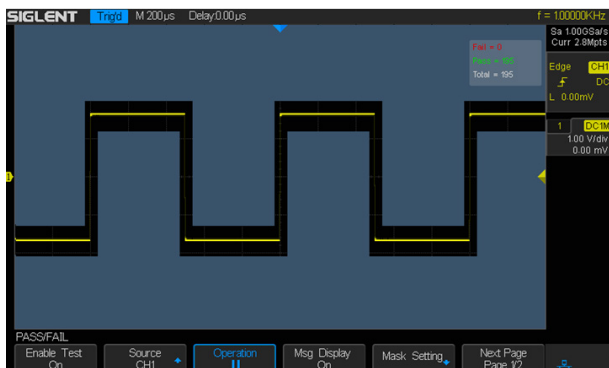 SIGLENT Trig'd M 200µs Delay:0.00µs f = 1.00000KHz
Sa 1.00GSa/s
Curr 2.8Mpts
Fail = 0
Pass = 195
Total = 195
Edge CH1
DC
L 0.00mV
1 DC1M
1.00 V/div
0.00 mV
1
PASS/FAIL
Enable Test
On
Source
CH1
Operation
Msg Display
On
Mask Setting
Next Page
Page 1/2